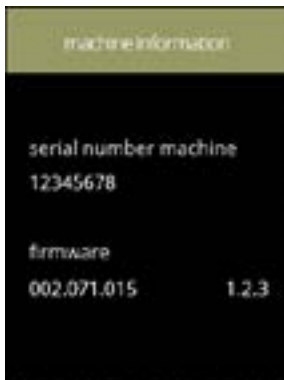 machine information
serial number machine
12345678
firmware
002.071.015 1.2.3